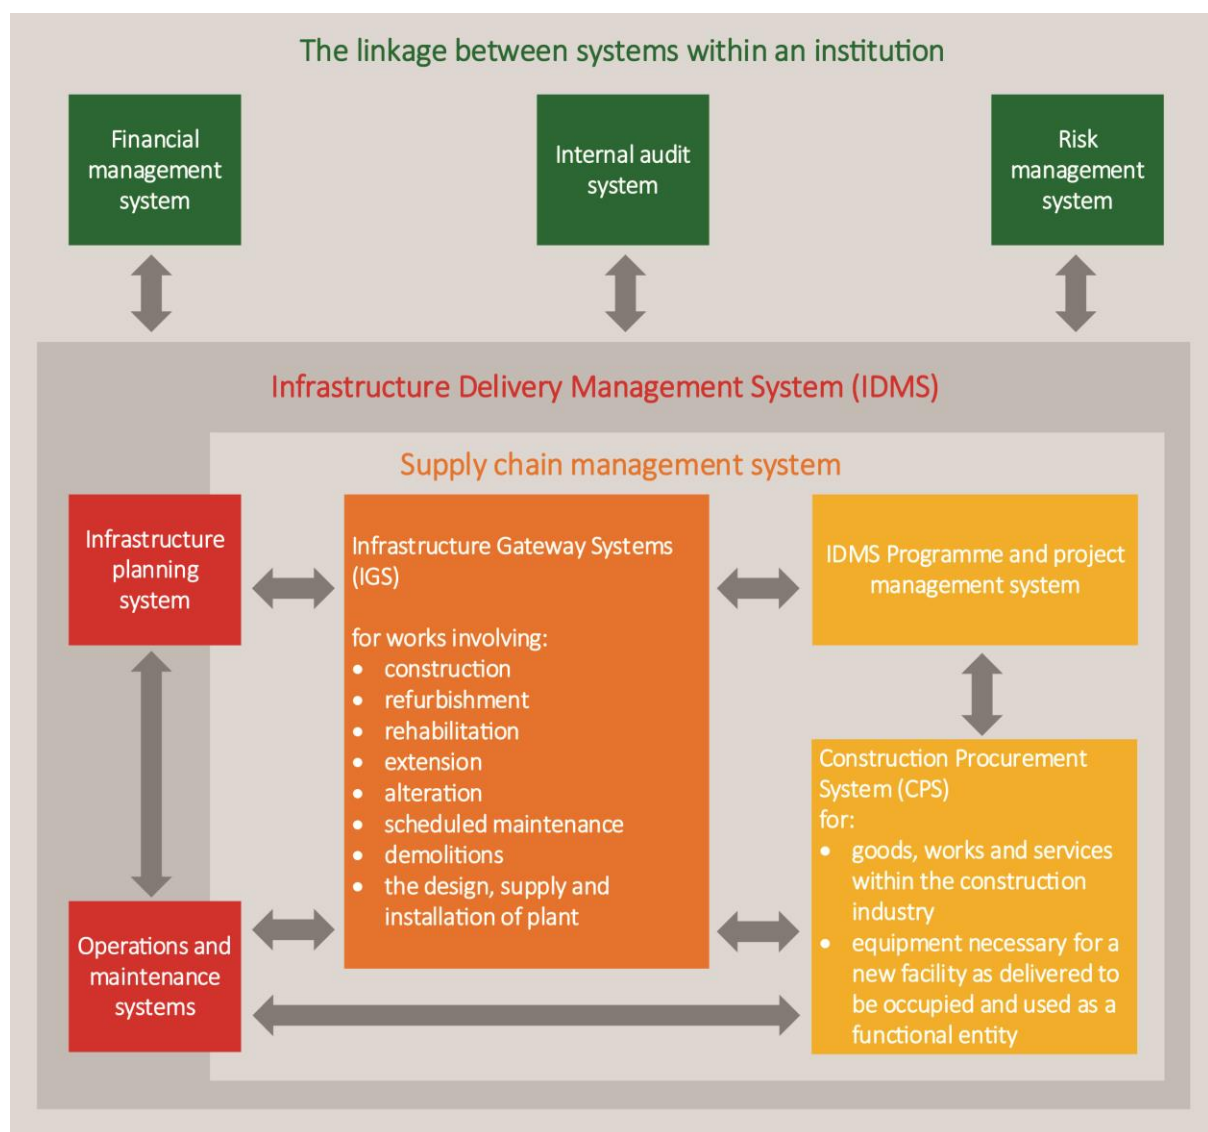 The linkage between systems within an institution
Financial
management
system
Internal audit
system
Risk
management
system
Infrastructure Delivery Management System (IDMS)
Supply chain management system
Infrastructure
planning
system
Infrastructure Gateway Systems
(IGS)
for works involving:
• construction
• refurbishment
• rehabilitation
• extension
• alteration
• scheduled maintenance
• demolitions
• the design, supply and
installation of plant
IDMS Programme and project
management system
Construction Procurement
System (CPS)
for:
• goods, works and services
within the construction
industry
• equipment necessary for a
new facility as delivered to
be occupied and used as a
functional entity
Operations and
maintenance
systems